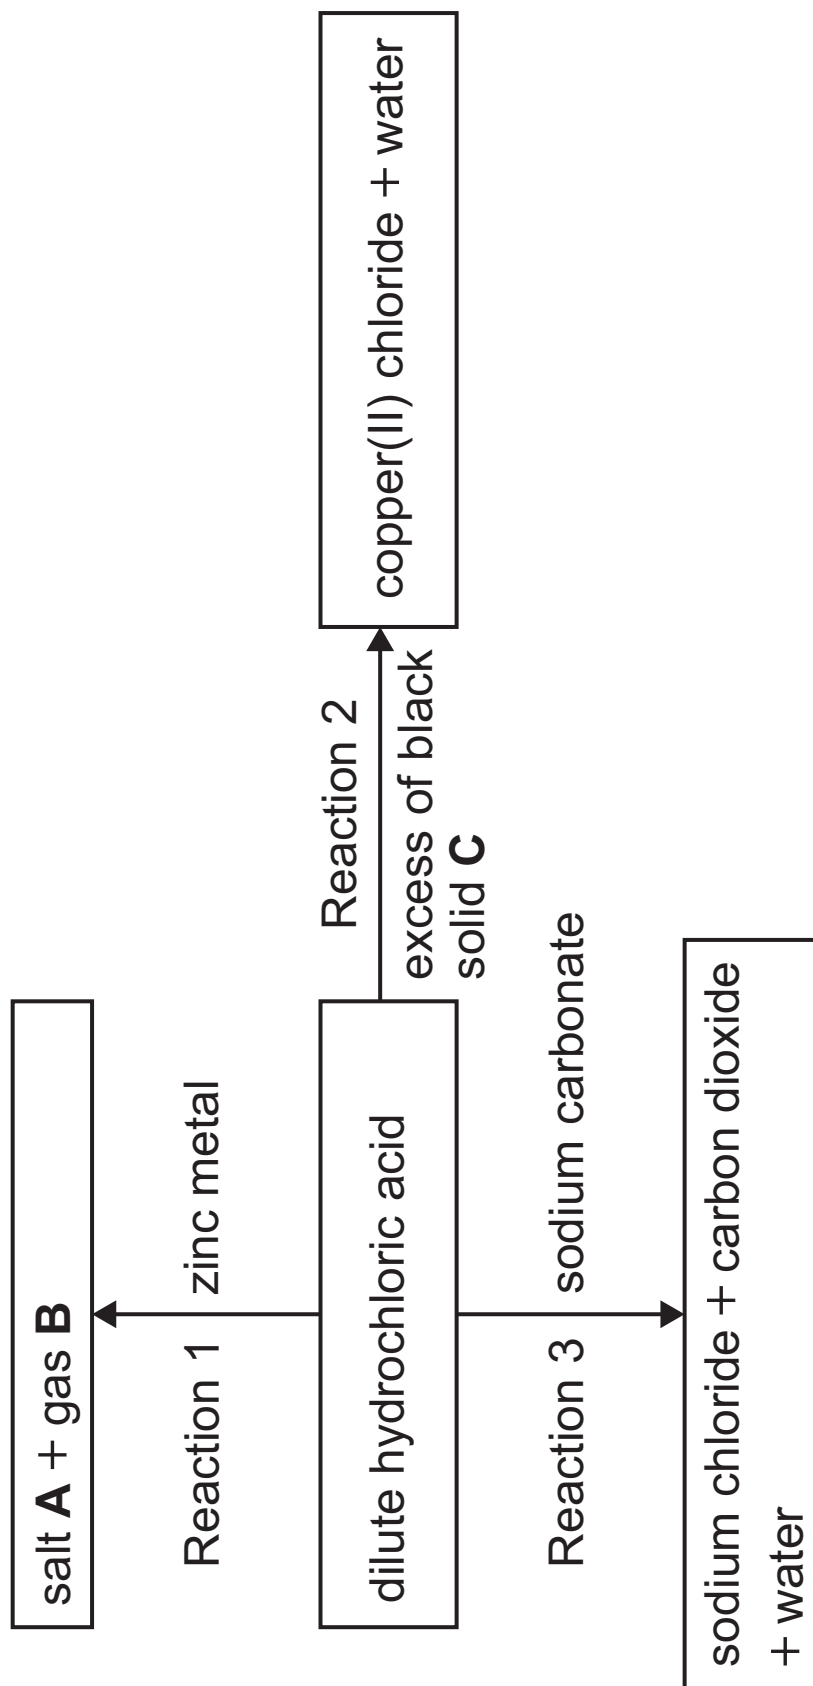 salt A + gas B
Reaction 1
zinc metal
dilute hydrochloric acid
Reaction 2
excess of black
solid C
copper(II) chloride + water
Reaction 3
sodium carbonate
sodium chloride + carbon dioxide
+ water